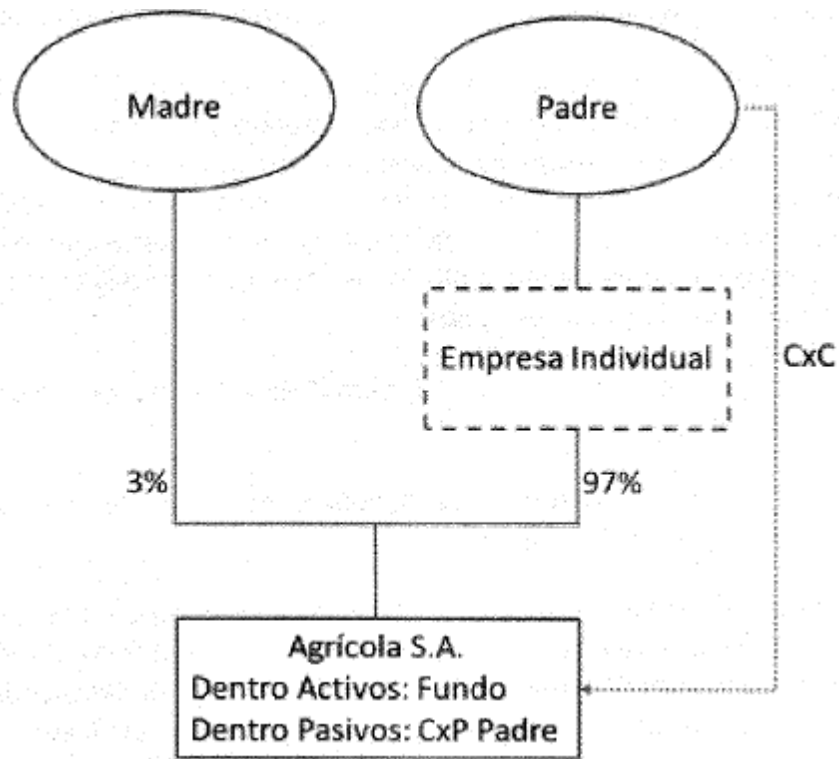 Madre
Padre
Empresa Individual
CxC
3%
97%
Agrícola S.A.
Dentro Activos: Fundo
Dentro Pasivos: CxP Padre